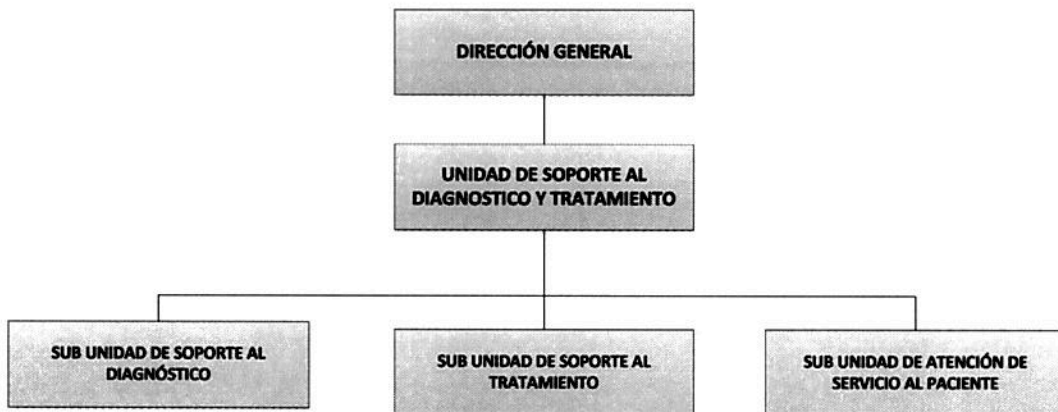 DIRECCIÓN GENERAL
UNIDAD DE SOPORTE AL
DIAGNOSTICO Y TRATAMIENTO
SUB UNIDAD DE SOPORTE AL
DIAGNÓSTICO
SUB UNIDAD DE SOPORTE AL
TRATAMIENTO
SUB UNIDAD DE ATENCIÓN DE
SERVICIO AL PACIENTE